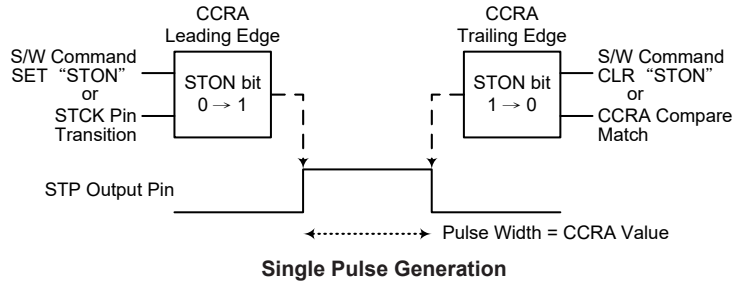 CCRA
Leading Edge
S/W Command
SET “STON”
or
STCK Pin
Transition
STON bit
0 → 1
CCRA
Trailing Edge
STON bit
1 → 0
S/W Command
CLR “STON”
or
CCRA Compare
Match
STP Output Pin
Pulse Width = CCRA Value
Single Pulse Generation